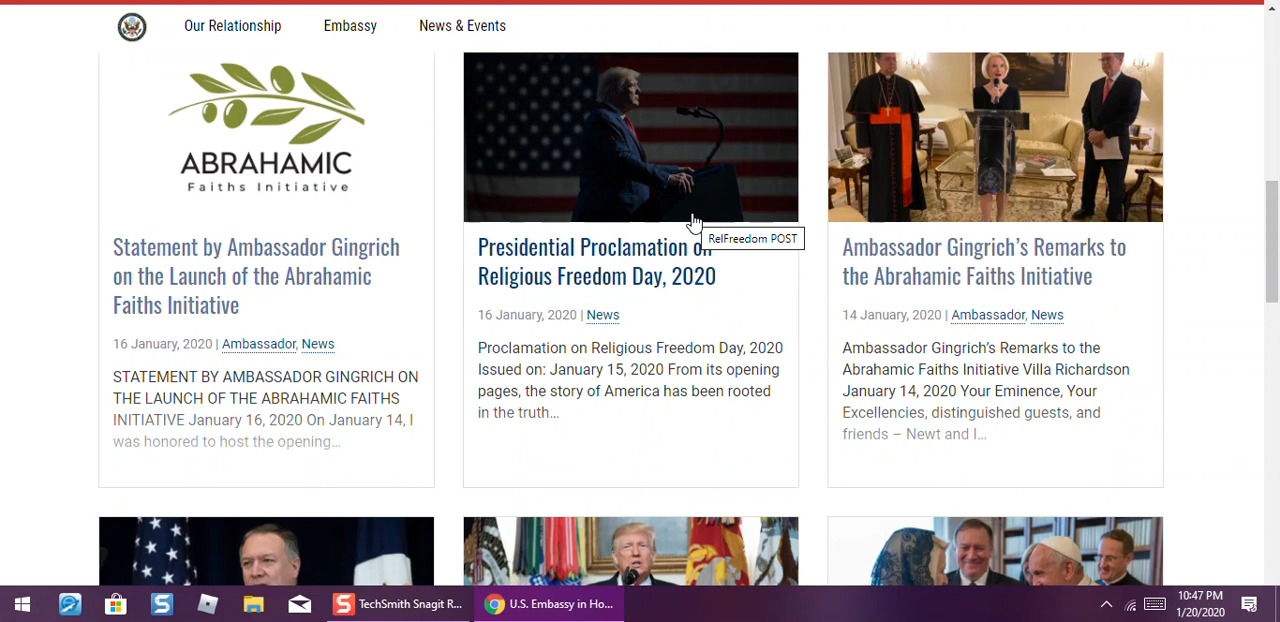 Our Relationship Embassy News & Events
ABRAHAMIC
Faiths Initiative
Statement by Ambassador Gingrich
on the Launch of the Abrahamic
Faiths Initiative
16 January, 2020 | Ambassador, News
STATEMENT BY AMBASSADOR GINGRICH ON
THE LAUNCH OF THE ABRAHAMIC FAITHS
INITIATIVE January 16, 2020 On January 14, I
was honored to host the opening...
RelFreedom POST
Presidential Proclamation on
Religious Freedom Day, 2020
16 January, 2020 | News
Proclamation on Religious Freedom Day, 2020
Issued on: January 15, 2020 From its opening
pages, the story of America has been rooted
in the truth...
Ambassador Gingrich’s Remarks to
the Abrahamic Faiths Initiative
14 January, 2020 | Ambassador, News
Ambassador Gingrich’s Remarks to the
Abrahamic Faiths Initiative Villa Richardson
January 14, 2020 Your Eminence, Your
Excellencies, distinguished guests, and
friends – Newt and I...
TechSmith Snagit R...
U.S. Embassy in Ho...
10:47 PM
1/20/2020